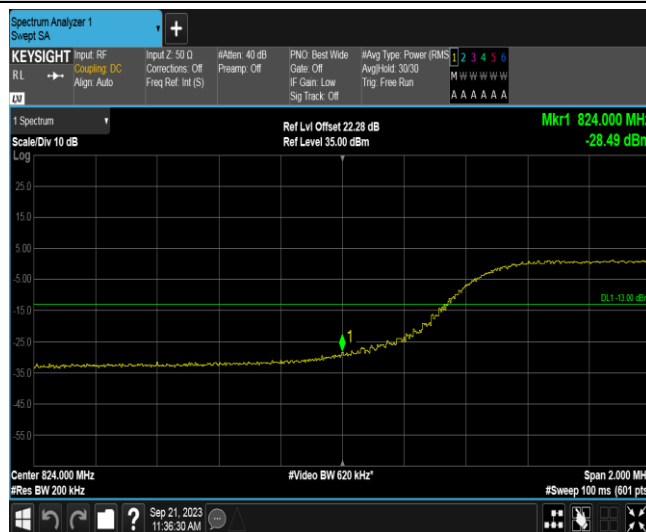 Spectrum Analyzer 1
Swept SA
KEYSIGHT
RL
LXI
Input: RF
Coupling: DC
Align: Auto
Input Z: 50 Ω
Corrections: Off
Freq Ref: Int (S)
#Atten: 40 dB
Preamp: Off
PNO: Best Wide
Gate: Off
IF Gain: Low
Sig Track: Off
#Avg Type: Power (RMS
Avg|Hold: 30/30
Trig: Free Run
1 2 3 4 5 6
M W W W W W
A A A A A A
1 Spectrum
Scale/Div 10 dB
Log
Ref Lvl Offset 22.28 dB
Ref Level 35.00 dBm
Mkr1 824.000 MHz
-28.49 dBm
25.0
15.0
5.00
-5.00
DL1 -13.00 dBm
-15.0
1
-25.0
-35.0
-45.0
-55.0
Center 824.000 MHz
#Video BW 620 kHz*
Span 2.000 MHz
#Res BW 200 kHz
#Sweep 100 ms (601 pts)
?
Sep 21, 2023
11:36:30 AM